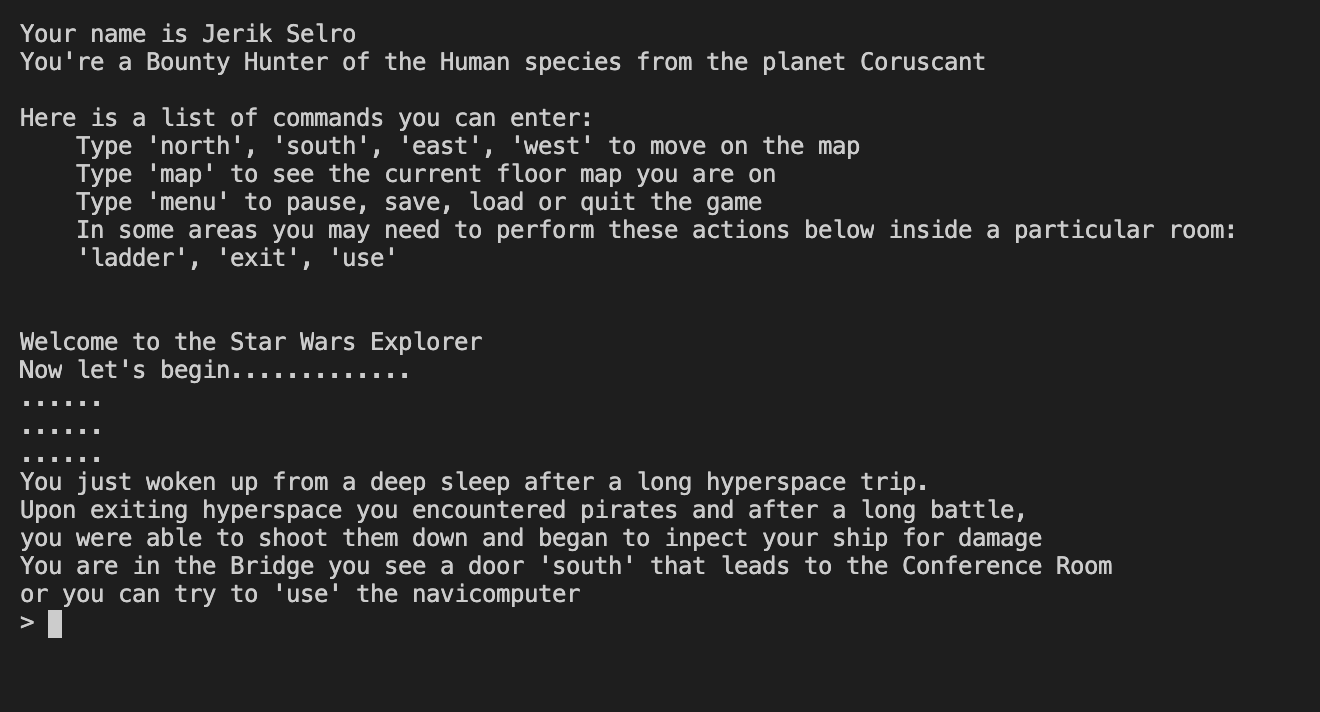 Your name is Jerik Selro
You're a Bounty Hunter of the Human species from the planet Coruscant
Here is a list of commands you can enter:
Type 'north', 'south', 'east', 'west' to move on the map
Type 'map' to see the current floor map you are on
Type 'menu' to pause, save, load or quit the game
In some areas you may need to perform these actions below inside a particular room:
'ladder', 'exit', 'use'
Welcome to the Star Wars Explorer
Now let's begin.............
......
......
......
You just woken up from a deep sleep after a long hyperspace trip.
Upon exiting hyperspace you encountered pirates and after a long battle,
you were able to shoot them down and began to inpect your ship for damage
You are in the Bridge you see a door 'south' that leads to the Conference Room
or you can try to 'use' the navicomputer
>